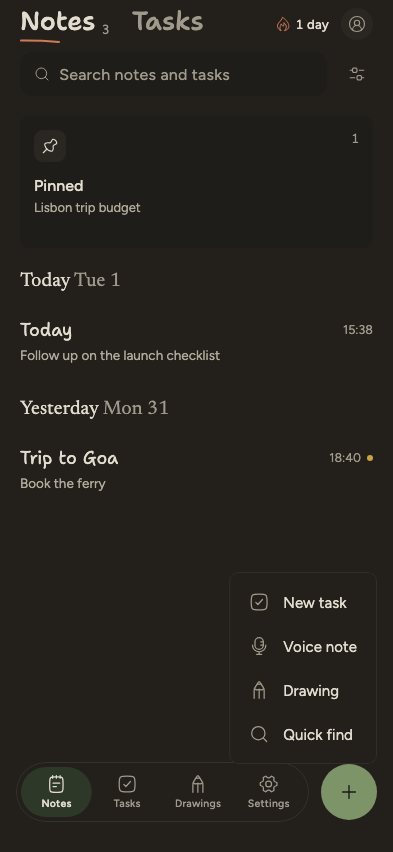 Notes 3 Tasks 1 day
Search notes and tasks
1
Pinned
Lisbon trip budget
Today Tue 1
Today 15:38
Follow up on the launch checklist
Yesterday Mon 31
Trip to Goa 18:40
Book the ferry
New task
Voice note
Drawing
Quick find
Notes Tasks Drawings Settings